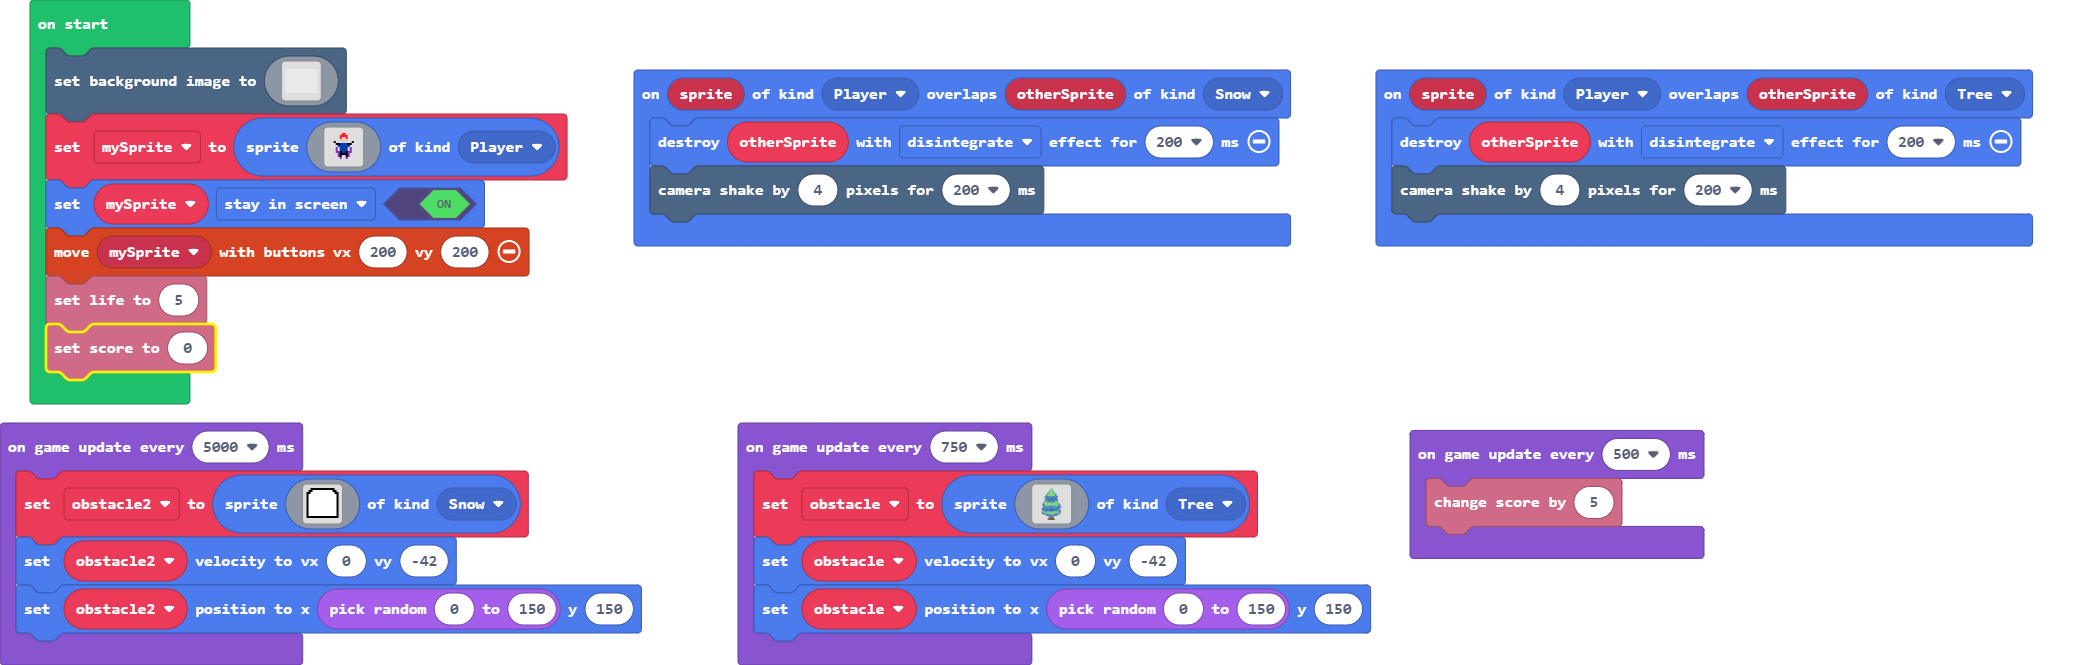 on start
set background image to
set mySprite to sprite of kind Player
set mySprite stay in screen ON
move mySprite with buttons vx 200 vy 200
set life to 5
set score to 0
on sprite of kind Player overlaps otherSprite of kind Snow
destroy otherSprite with disintegrate effect for 200 ms
camera shake by 4 pixels for 200 ms
on sprite of kind Player overlaps otherSprite of kind Tree
destroy otherSprite with disintegrate effect for 200 ms
camera shake by 4 pixels for 200 ms
on game update every 5000 ms
set obstacle2 to sprite of kind Snow
set obstacle2 velocity to vx 0 vy -42
set obstacle2 position to x pick random 0 to 150 y 150
on game update every 750 ms
set obstacle to sprite of kind Tree
set obstacle velocity to vx 0 vy -42
set obstacle position to x pick random 0 to 150 y 150
on game update every 500 ms
change score by 5